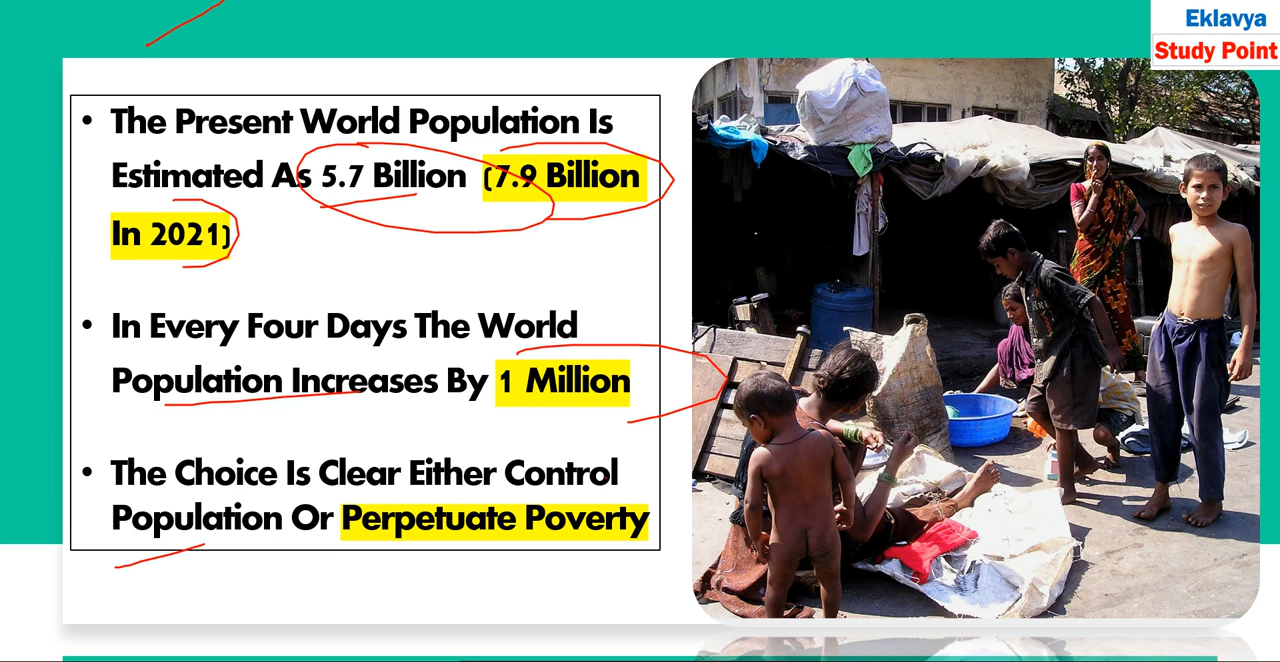 Eklavya
Study Point
• The Present World Population Is
Estimated As 5.7 Billion (7.9 Billion
In 2021)
• In Every Four Days The World
Population Increases By 1 Million
• The Choice Is Clear Either Control
Population Or Perpetuate Poverty